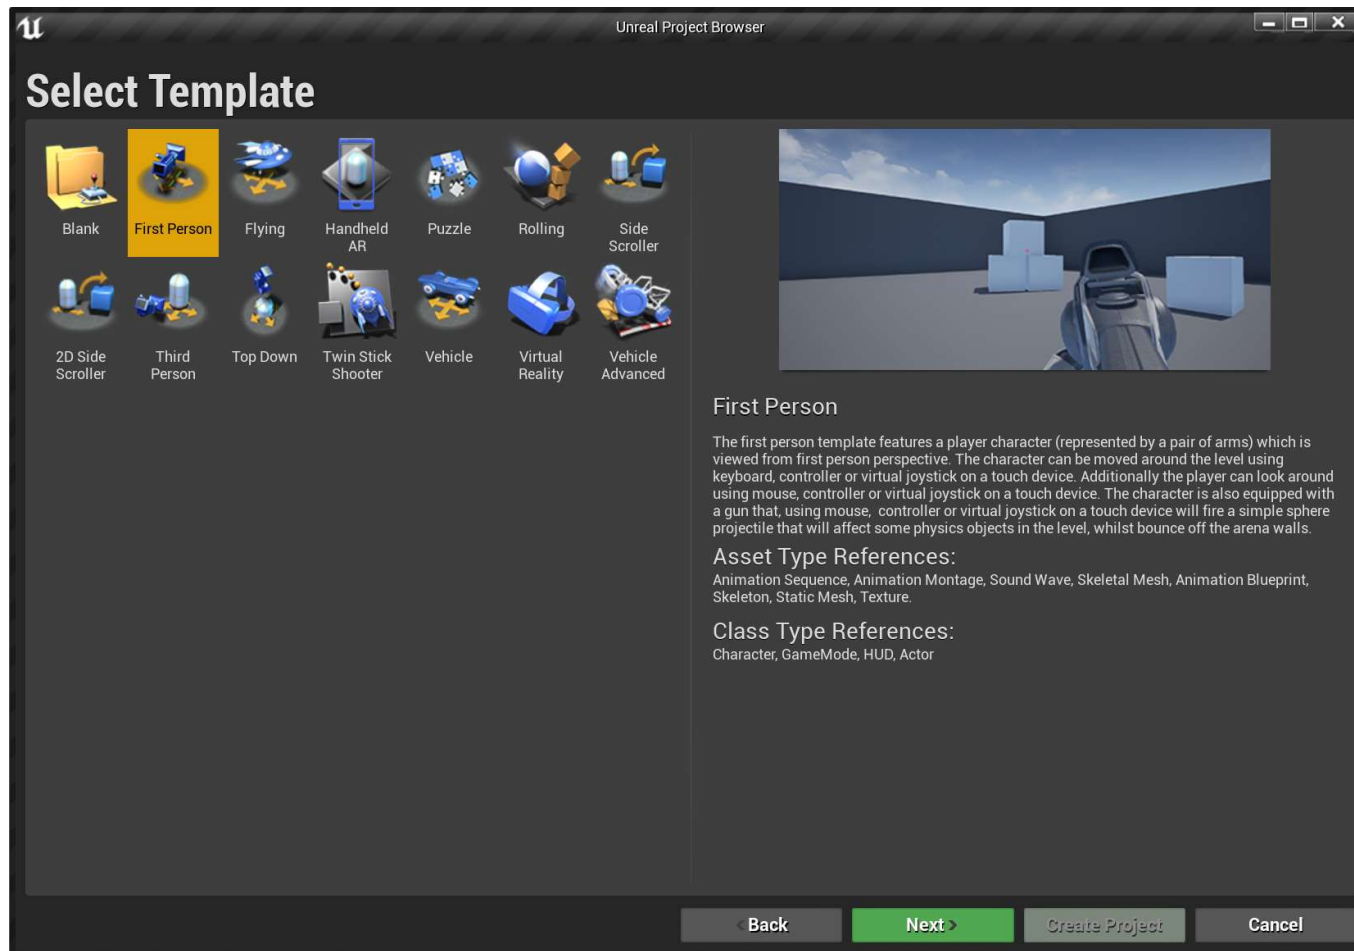 Unreal Project Browser
Select Template
Blank
First Person
Flying
Handheld
AR
Puzzle
Rolling
Side
Scroller
2D Side
Scroller
Third
Person
Top Down
Twin Stick
Shooter
Vehicle
Virtual
Reality
Vehicle
Advanced
First Person
The first person template features a player character (represented by a pair of arms) which is
viewed from first person perspective. The character can be moved around the level using
keyboard, controller or virtual joystick on a touch device. Additionally the player can look around
using mouse, controller or virtual joystick on a touch device. The character is also equipped with
a gun that, using mouse,  controller or virtual joystick on a touch device will fire a simple sphere
projectile that will affect some physics objects in the level, whilst bounce off the arena walls.
Asset Type References:
Animation Sequence, Animation Montage, Sound Wave, Skeletal Mesh, Animation Blueprint,
Skeleton, Static Mesh, Texture.
Class Type References:
Character, GameMode, HUD, Actor
< Back
Next >
Create Project
Cancel